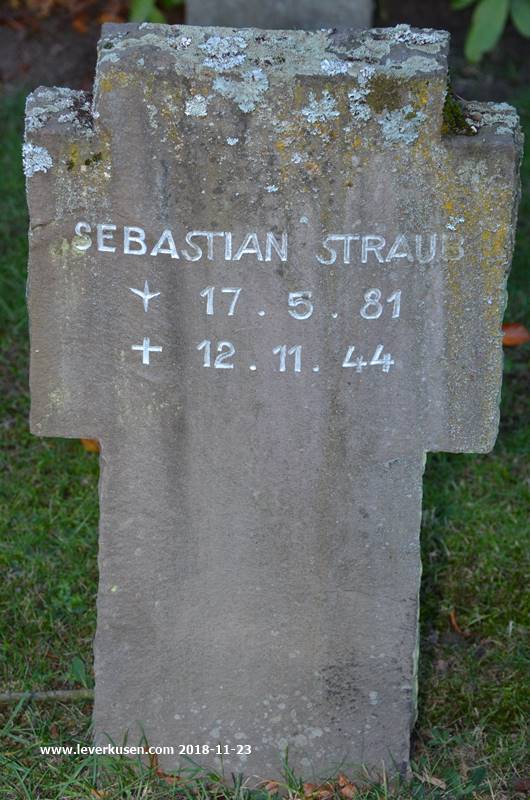 SEBASTIAN STRAUB
* 17. 5. 81
+ 12. 11. 44
www.leverkusen.com 2018-11-23